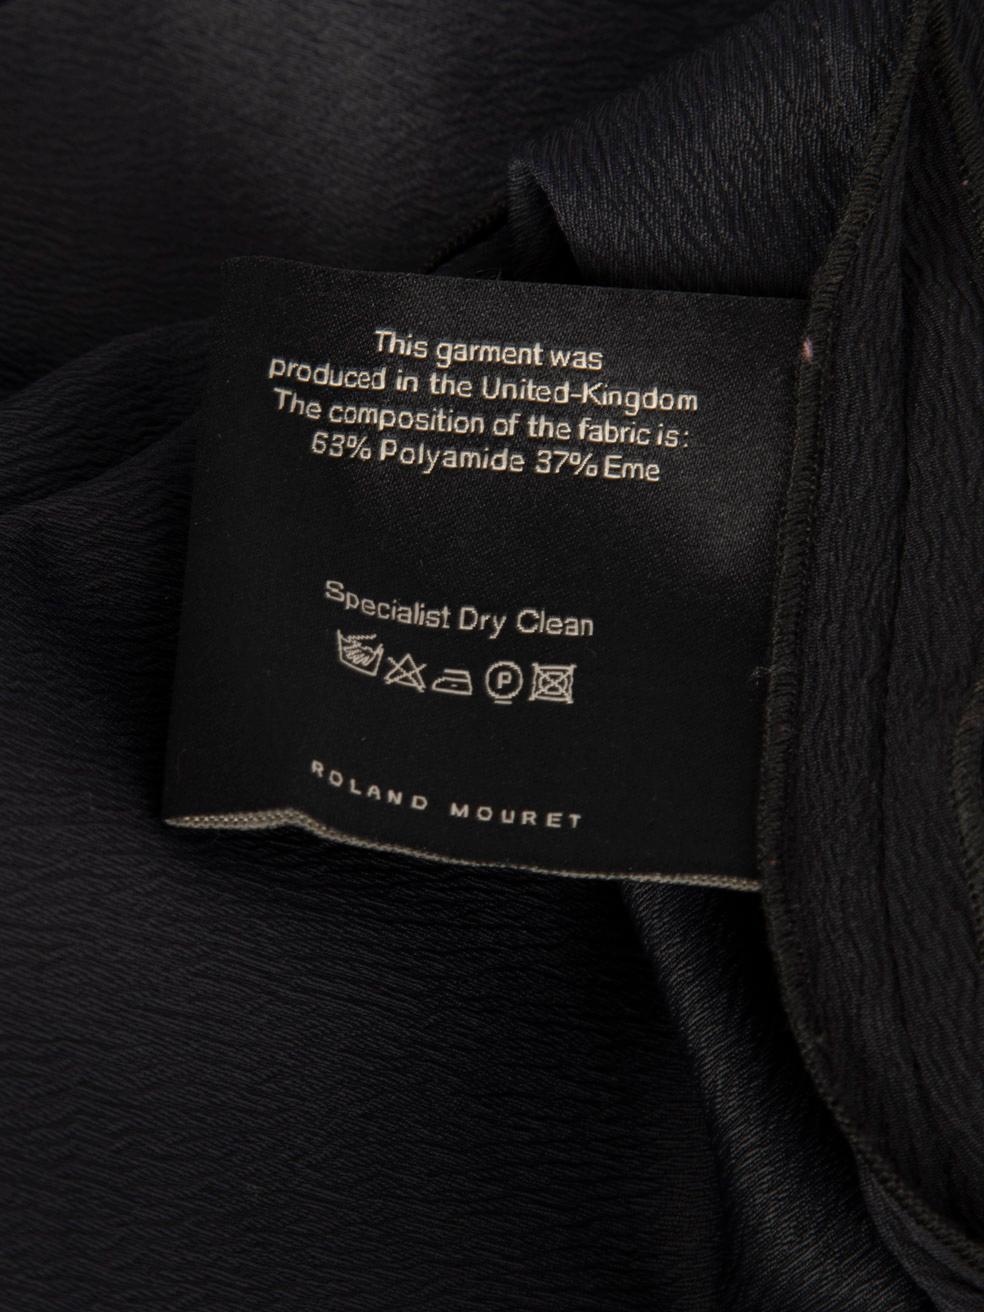 This garment was
produced in the United-Kingdom
The composition of the fabric is:
63% Polyamide 37% Eme
Specialist Dry Clean
P
ROLAND MOURET